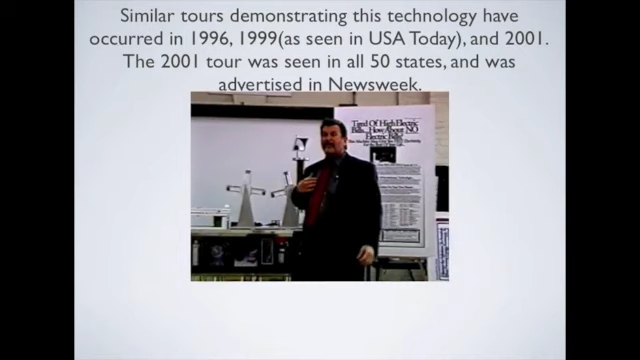 Similar tours demonstrating this technology have
occurred in 1996, 1999(as seen in USA Today), and 2001.
The 2001 tour was seen in all 50 states, and was
advertised in Newsweek.
Tired Of High Electric
Bills...How About NO
Electric Bills?